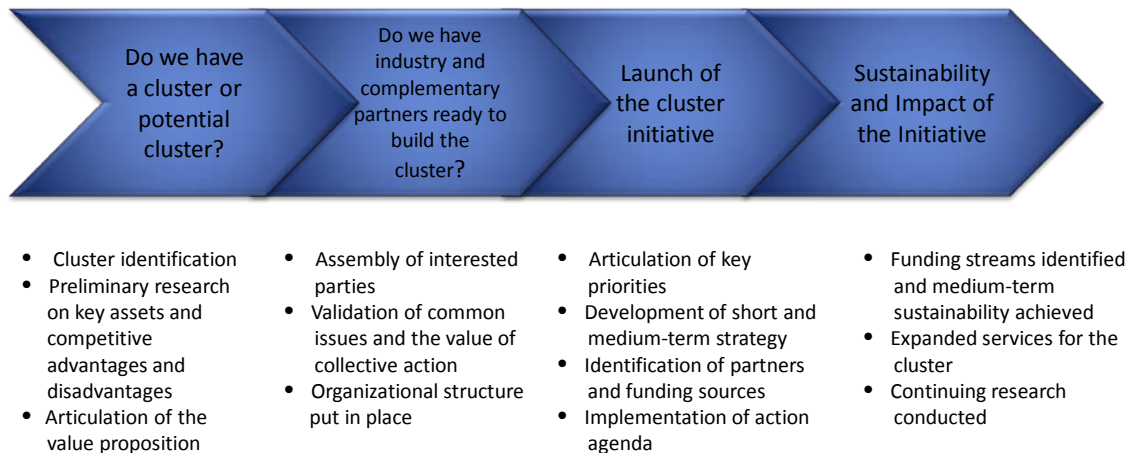 Do we have
a cluster or
potential
cluster?
Do we have
industry and
complementary
partners ready to
build the
cluster?
Launch of
the cluster
initiative
Sustainability
and Impact of
the Initiative
• Cluster identification
• Preliminary research
on key assets and
competitive
advantages and
disadvantages
• Articulation of the
value proposition
• Assembly of interested
parties
• Validation of common
issues and the value of
collective action
• Organizational structure
put in place
• Articulation of key
priorities
• Development of short and
medium-term strategy
• Identification of partners
and funding sources
• Implementation of action
agenda
• Funding streams identified
and medium-term
sustainability achieved
• Expanded services for the
cluster
• Continuing research
conducted